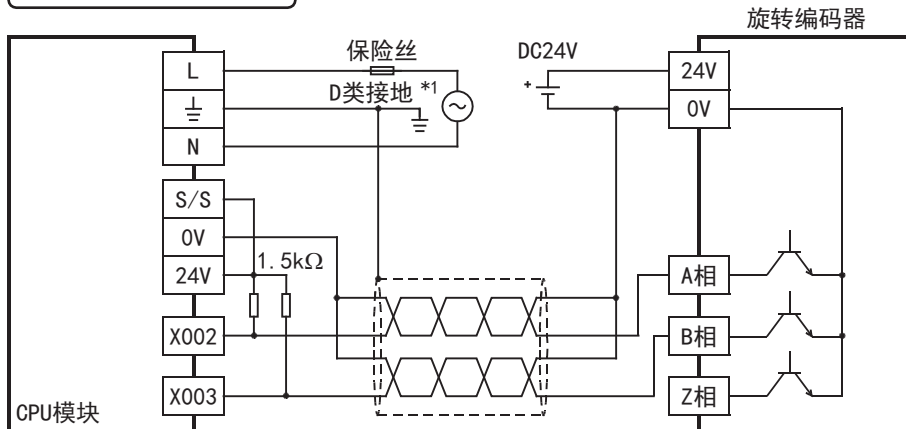 旋转编码器
保险丝
DC24V
L
24V
D类接地 *1
+
0V
N
S/S
0V
24V
1.5kΩ
A相
X002
B相
X003
Z相
CPU模块